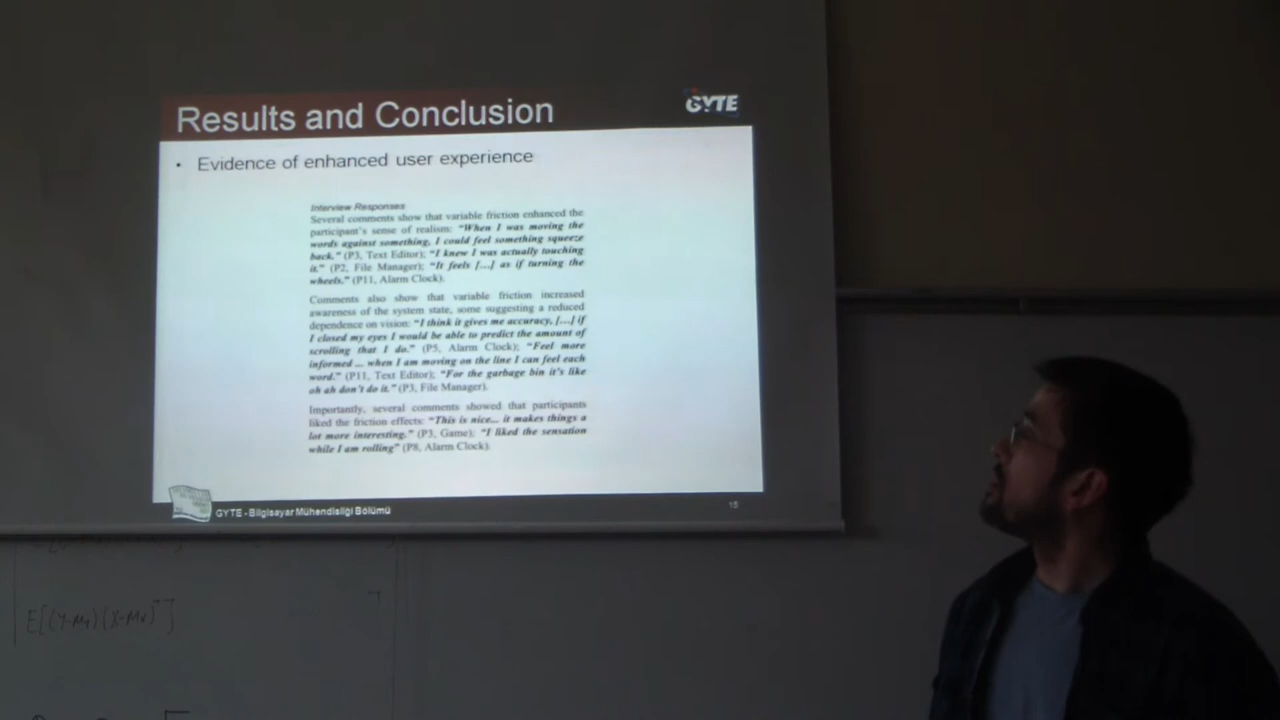 Results and Conclusion
GYTE
• Evidence of enhanced user experience
Interview Responses
Several comments show that variable friction enhanced the
participant's sense of realism: "When I was moving the
words against something, I could feel something squeeze
back." (P3, Text Editor); "I knew I was actually touching
it." (P2, File Manager); "It feels [...] as if turning the
wheels." (P11, Alarm Clock).
Comments also show that variable friction increased
awareness of the system state, some suggesting a reduced
dependence on vision: "I think it gives me accuracy, [...] if
I closed my eyes I would be able to predict the amount of
scrolling that I do." (P5, Alarm Clock); "Feel more
informed ... when I am moving on the line I can feel each
word." (P11, Text Editor); "For the garbage bin it's like
oh ah don't do it." (P3, File Manager).
Importantly, several comments showed that participants
liked the friction effects: "This is nice... it makes things a
lot more interesting." (P3, Game); "I liked the sensation
while I am rolling" (P8, Alarm Clock).
GYTE - Bilgisayar Mühendisliği Bölümü
15